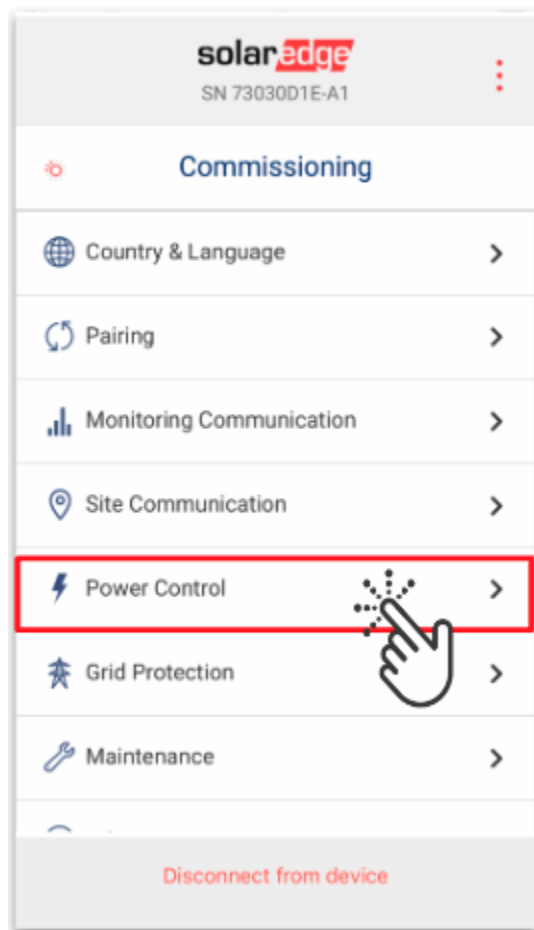 solaredge
SN 73030D1E-A1
Commissioning
Country & Language
Pairing
Monitoring Communication
Site Communication
Power Control
Grid Protection
Maintenance
Disconnect from device